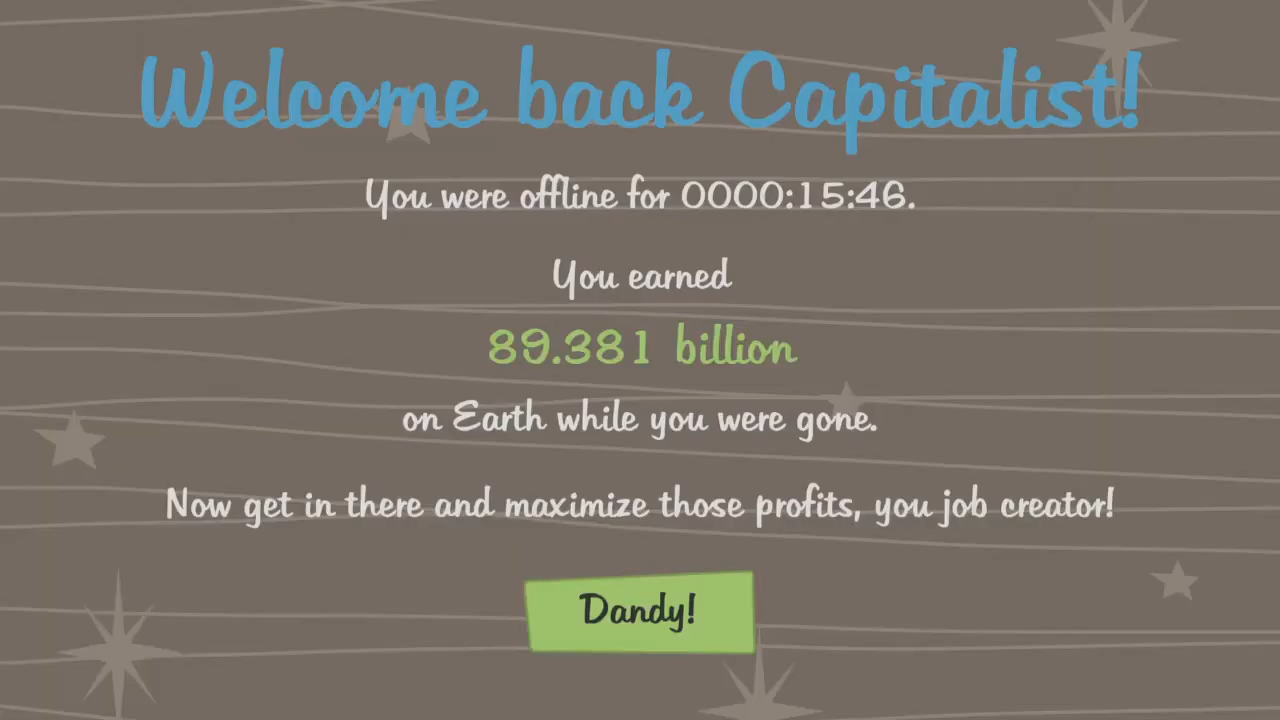 Welcome back Capitalist!
You were offline for 0000:15:46.
You earned
89.381 billion
on Earth while you were gone.
Now get in there and maximize those profits, you job creator!
Dandy!